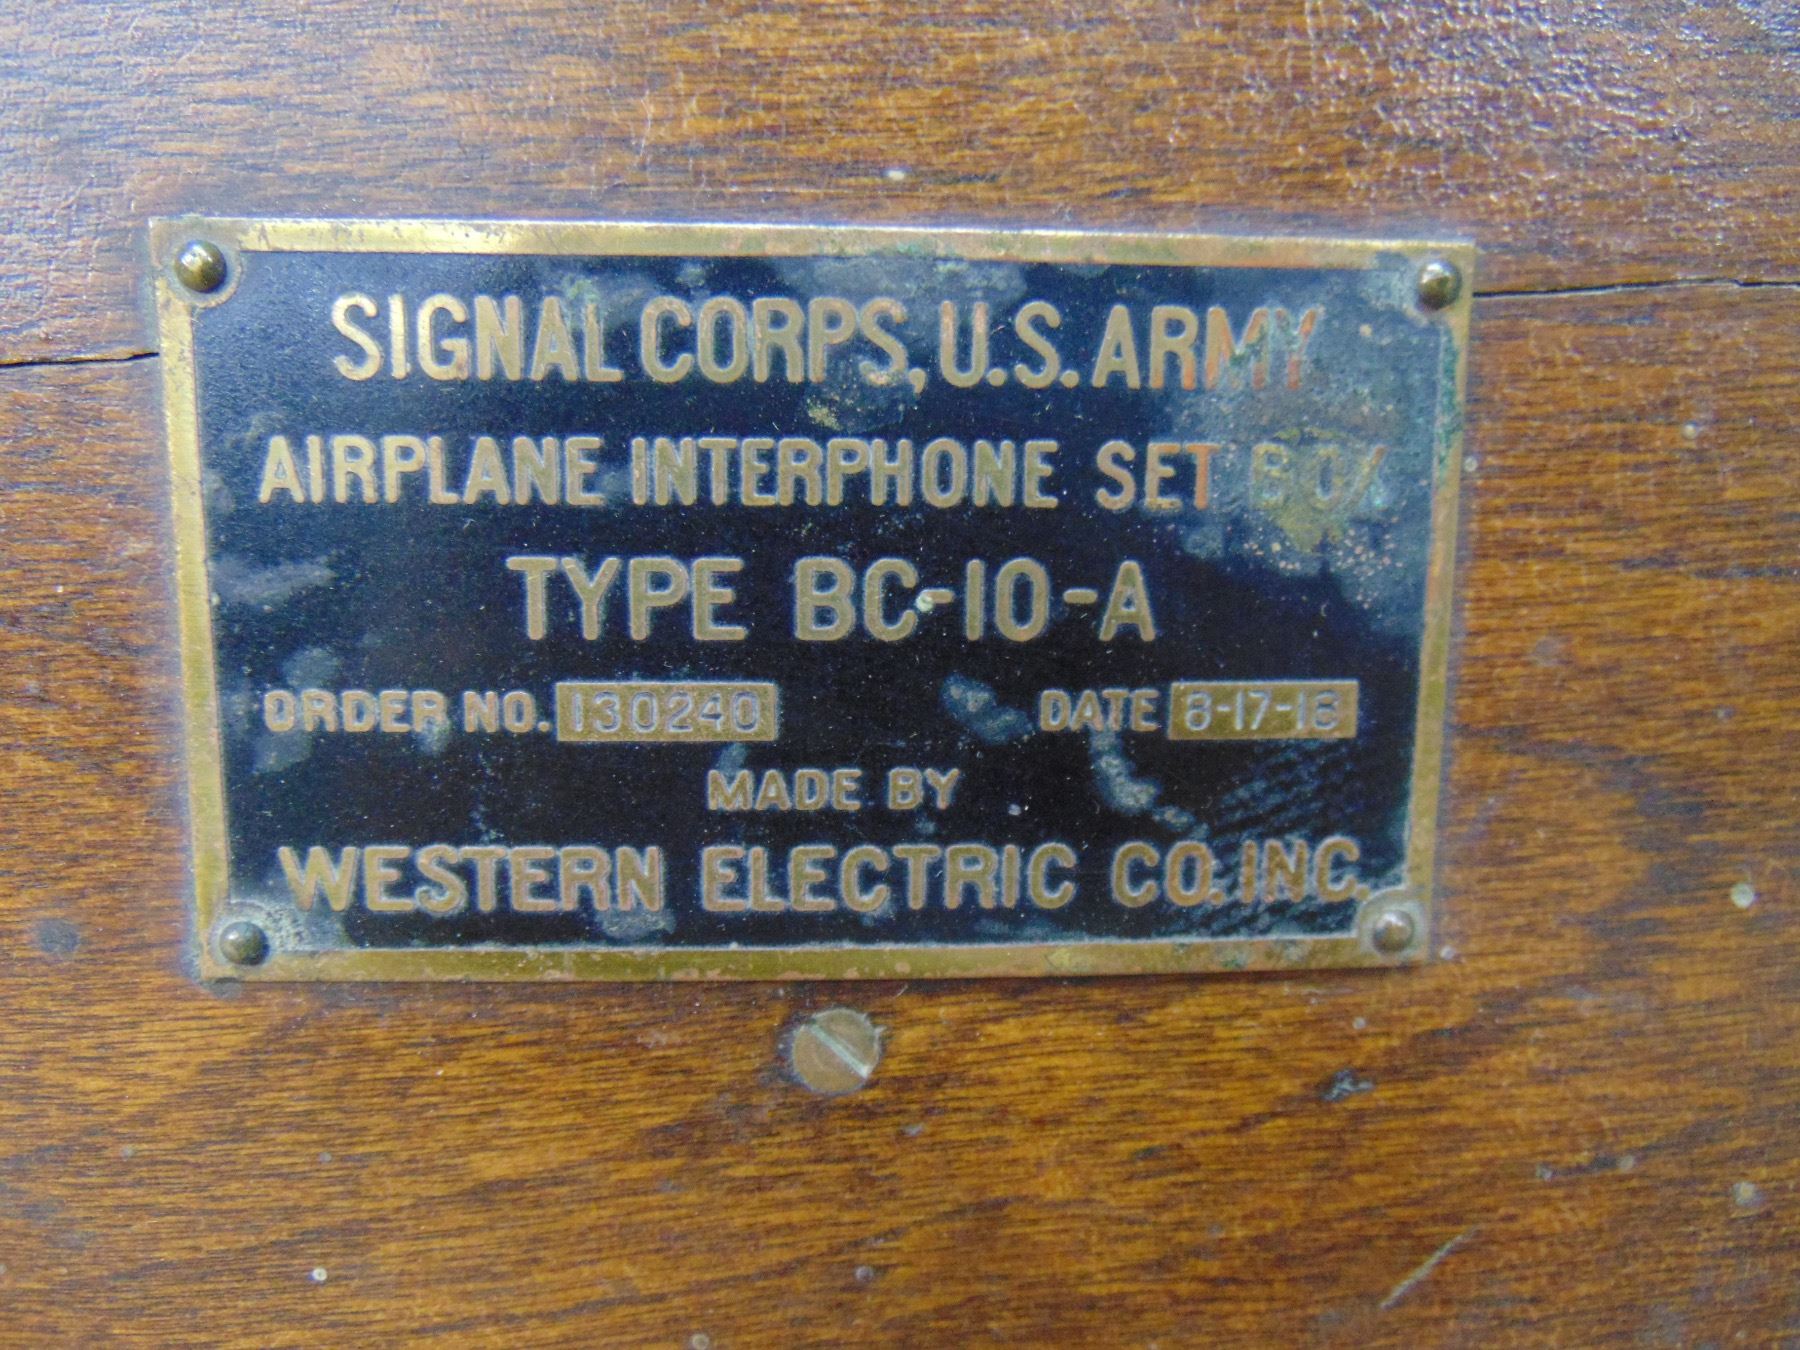 SIGNAL CORPS, U.S. ARMY
AIRPLANE INTERPHONE SET BOX
TYPE BC-10-A
ORDER NO. 130240 DATE 8-17-18
MADE BY
WESTERN ELECTRIC CO. INC.